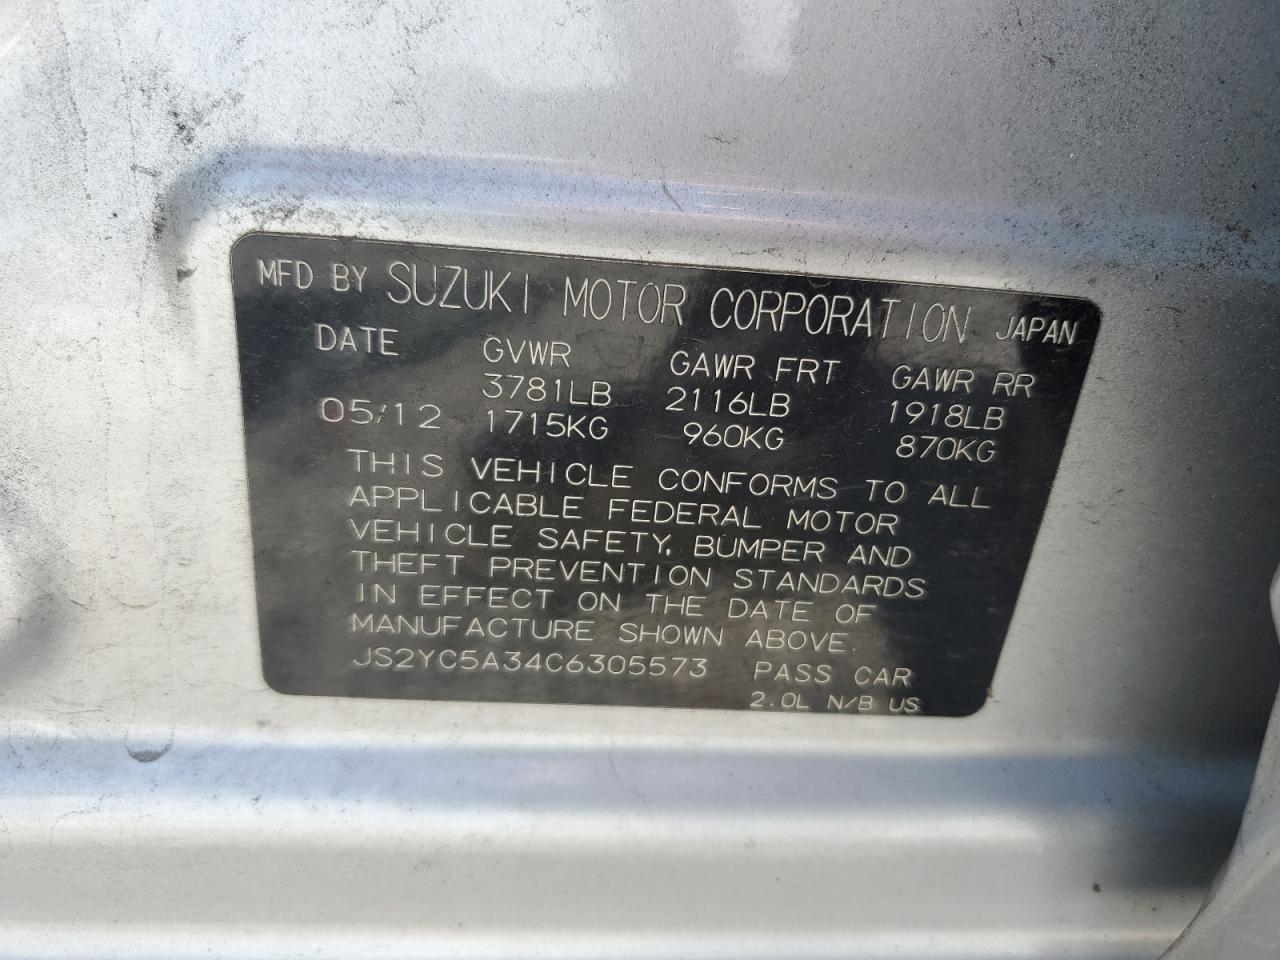 MFD BY SUZUKI MOTOR CORPORATION JAPAN
DATE GVWR GAWR FRT GAWR RR
3781LB 2116LB 1918LB
05/12 1715KG 960KG 870KG
THIS VEHICLE CONFORMS TO ALL
APPLICABLE FEDERAL MOTOR
VEHICLE SAFETY, BUMPER AND
THEFT PREVENTION STANDARDS
IN EFFECT ON THE DATE OF
MANUFACTURE SHOWN ABOVE.
JS2YC5A34C6305573 PASS CAR
2.0L N/B US